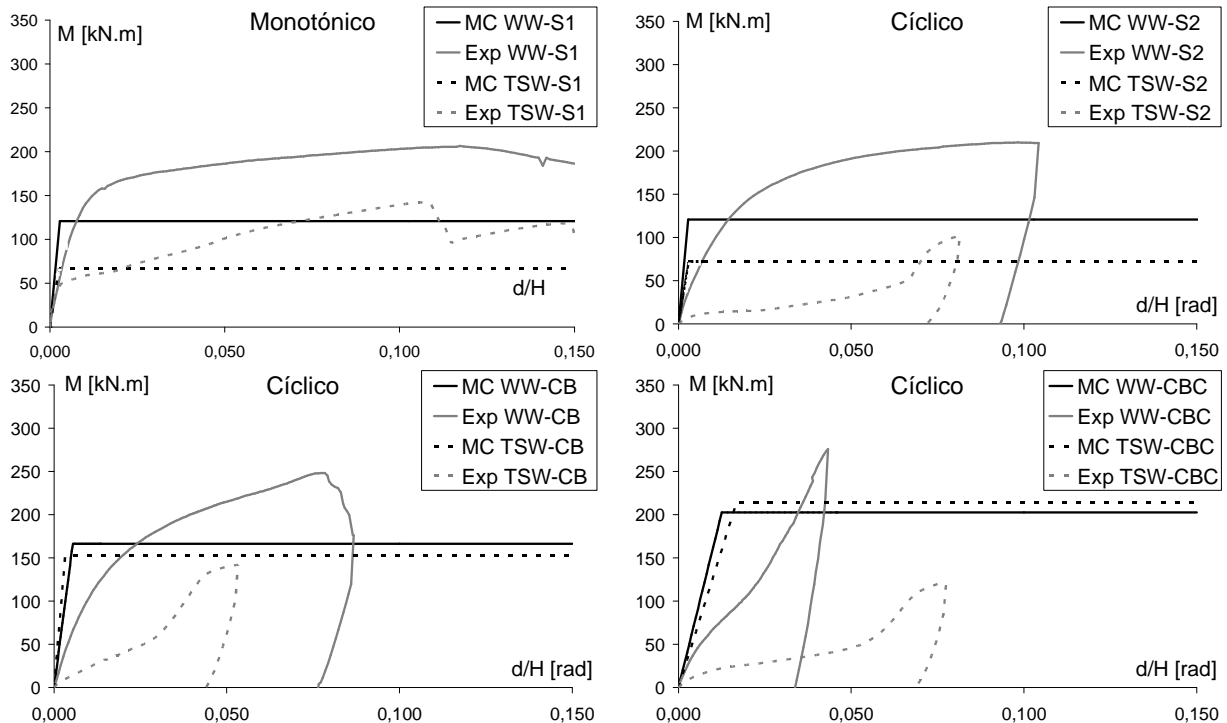 M [kN.m]
Monotónico
MC WW-S1
Exp WW-S1
MC TSW-S1
Exp TSW-S1
350
300
250
200
150
100
50
0
d/H
0,000
0,050
0,100
0,150
M [kN.m]
Cíclico
MC WW-S2
Exp WW-S2
MC TSW-S2
Exp TSW-S2
350
300
250
200
150
100
50
0
d/H [rad]
0,000
0,050
0,100
0,150
M [kN.m]
Cíclico
MC WW-CB
Exp WW-CB
MC TSW-CB
Exp TSW-CB
350
300
250
200
150
100
50
0
d/H [rad]
0,000
0,050
0,100
0,150
M [kN.m]
Cíclico
MC WW-CBC
Exp WW-CBC
MC TSW-CBC
Exp TSW-CBC
350
300
250
200
150
100
50
0
d/H [rad]
0,000
0,050
0,100
0,150